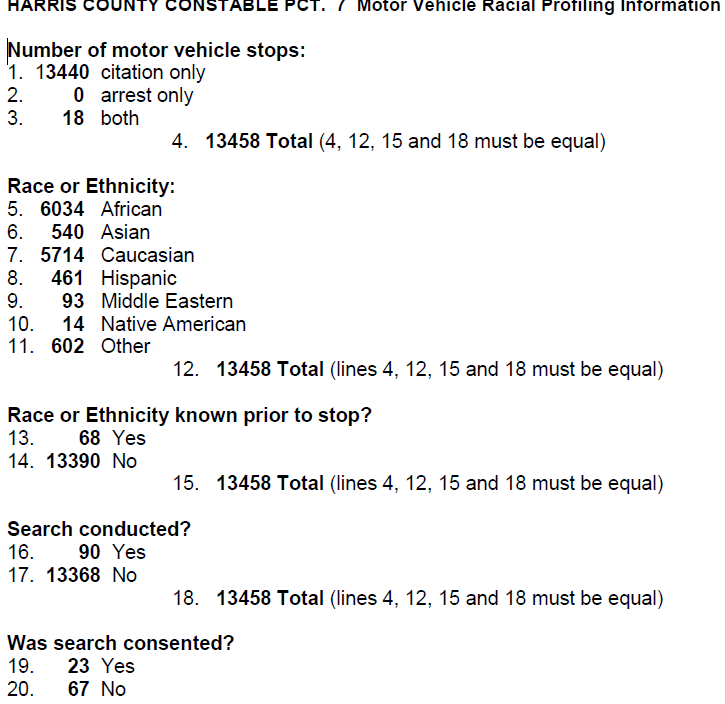 HARRIS COUNTY CONSTABLE PCT. 7 Motor Vehicle Racial Profiling Information
Number of motor vehicle stops:
1. 13440 citation only
2. 0 arrest only
3. 18 both
4. 13458 Total (4, 12, 15 and 18 must be equal)
Race or Ethnicity:
5. 6034 African
6. 540 Asian
7. 5714 Caucasian
8. 461 Hispanic
9. 93 Middle Eastern
10. 14 Native American
11. 602 Other
12. 13458 Total (lines 4, 12, 15 and 18 must be equal)
Race or Ethnicity known prior to stop?
13. 68 Yes
14. 13390 No
15. 13458 Total (lines 4, 12, 15 and 18 must be equal)
Search conducted?
16. 90 Yes
17. 13368 No
18. 13458 Total (lines 4, 12, 15 and 18 must be equal)
Was search consented?
19. 23 Yes
20. 67 No